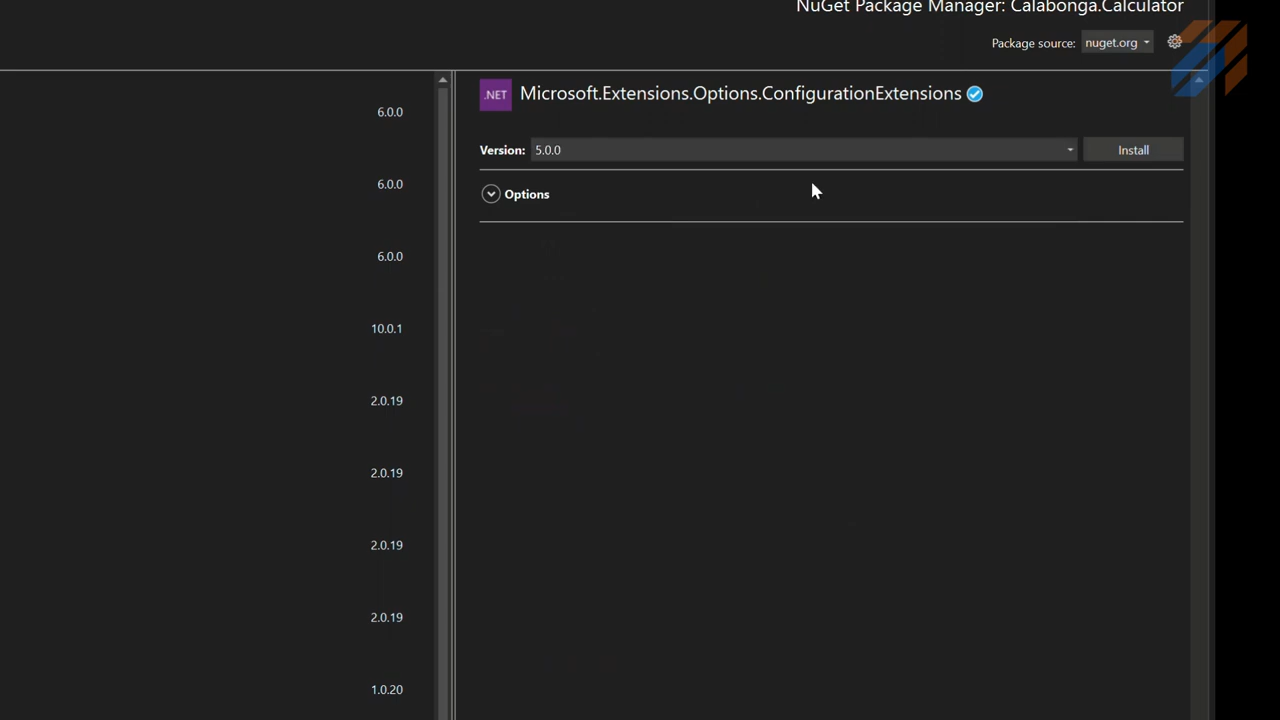 NuGet Package Manager: Calabonga.Calculator
Package source: nuget.org
6.0.0
6.0.0
6.0.0
10.0.1
2.0.19
2.0.19
2.0.19
2.0.19
1.0.20
.NET Microsoft.Extensions.Options.ConfigurationExtensions
Version: 5.0.0 Install
Options